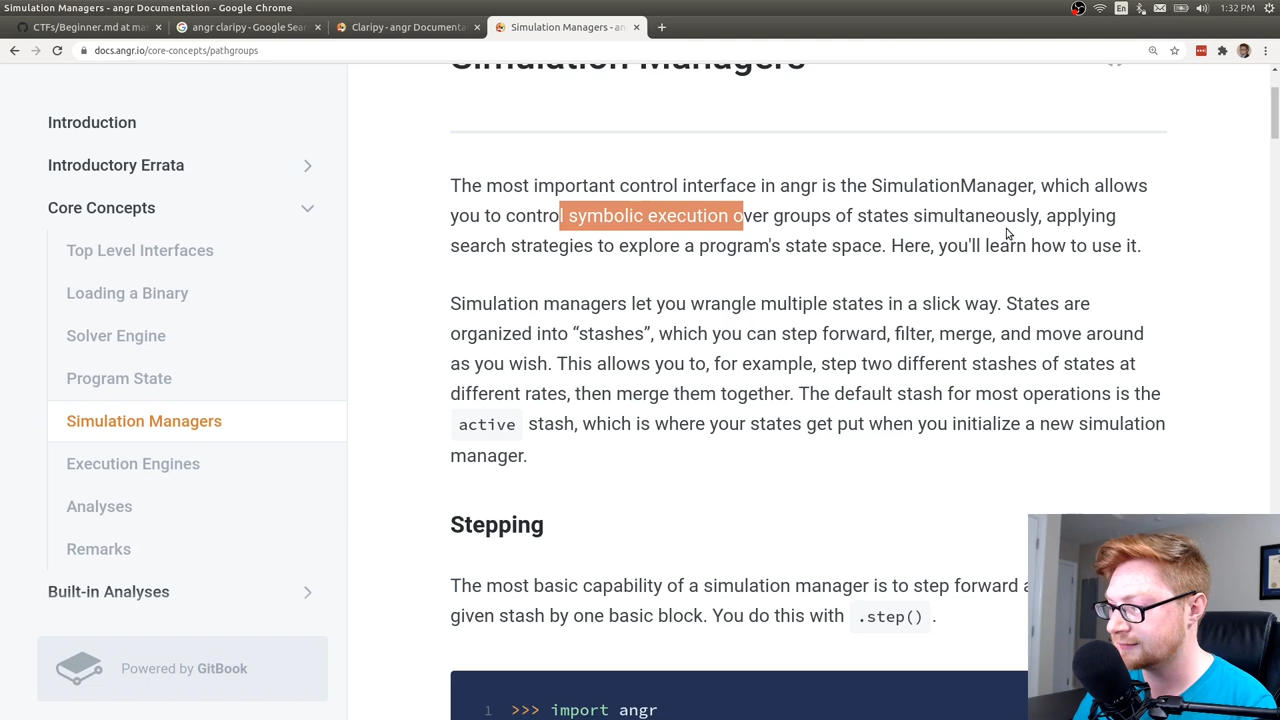 Simulation Managers - angr Documentation - Google Chrome
1:32 PM
CTFs/Beginner.md at mas
angr claripy - Google Sear
Claripy - angr Documenta
Simulation Managers - an
En
docs.angr.io/core-concepts/pathgroups
Simulation Managers
Introduction
Introductory Errata
Core Concepts
Top Level Interfaces
Loading a Binary
Solver Engine
Program State
Simulation Managers
Execution Engines
Analyses
Remarks
Built-in Analyses
Powered by GitBook
The most important control interface in angr is the SimulationManager, which allows
you to control symbolic execution over groups of states simultaneously, applying
search strategies to explore a program's state space. Here, you'll learn how to use it.
Simulation managers let you wrangle multiple states in a slick way. States are
organized into “stashes”, which you can step forward, filter, merge, and move around
as you wish. This allows you to, for example, step two different stashes of states at
different rates, then merge them together. The default stash for most operations is the
active stash, which is where your states get put when you initialize a new simulation
manager.
Stepping
The most basic capability of a simulation manager is to step forward
given stash by one basic block. You do this with .step() .
1 >>> import angr